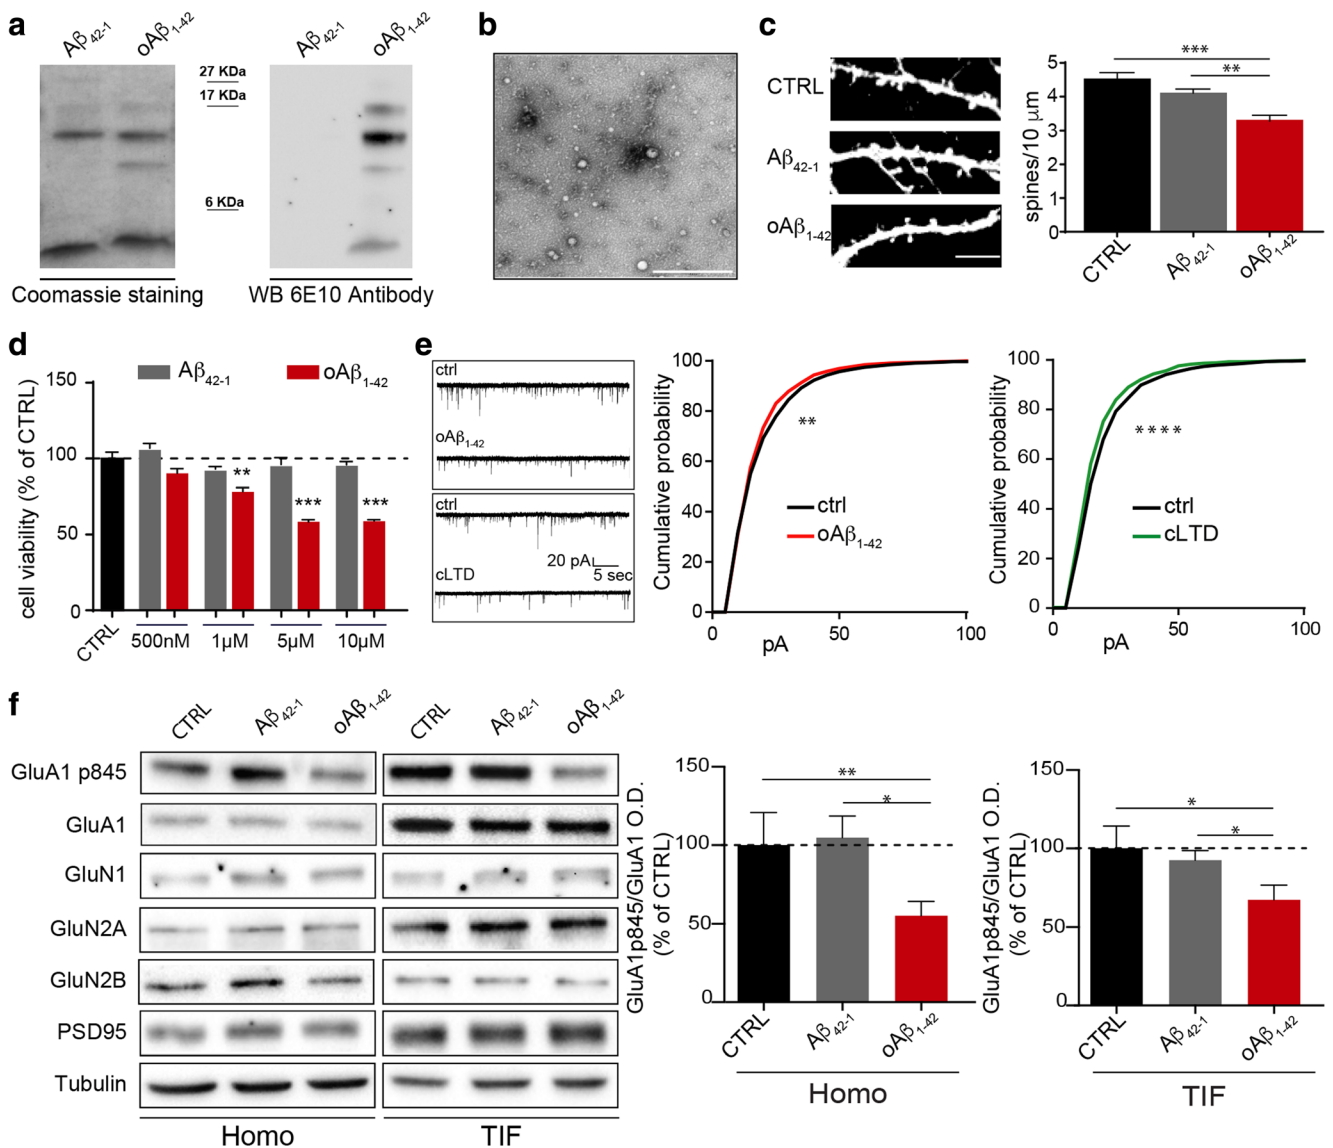 a
Aβ42-1
oAβ1-42
Aβ42-1
oAβ1-42
27 KDa
17 KDa
6 KDa
Coomassie staining
WB 6E10 Antibody
b
c
CTRL
Aβ42-1
oAβ1-42
spines/10 μm
5
4
3
2
1
0
***
**
CTRL
Aβ42-1
oAβ1-42
d
Aβ42-1
oAβ1-42
cell viability (% of CTRL)
150
100
50
0
**
***
***
CTRL
500nM
1μM
5μM
10μM
e
ctrl
oAβ1-42
ctrl
20 pA
5 sec
cLTD
Cumulative probability
100
80
60
40
20
0
**
ctrl
oAβ1-42
0
50
100
pA
Cumulative probability
100
80
60
40
20
0
****
ctrl
cLTD
0
50
100
pA
f
CTRL
Aβ42-1
oAβ1-42
CTRL
Aβ42-1
oAβ1-42
GluA1 p845
GluA1
GluN1
GluN2A
GluN2B
PSD95
Tubulin
Homo
TIF
GluA1p845/GluA1 O.D.
(% of CTRL)
150
100
50
0
**
*
CTRL
Aβ42-1
oAβ1-42
Homo
GluA1p845/GluA1 O.D.
(% of CTRL)
150
100
50
0
*
*
CTRL
Aβ42-1
oAβ1-42
TIF